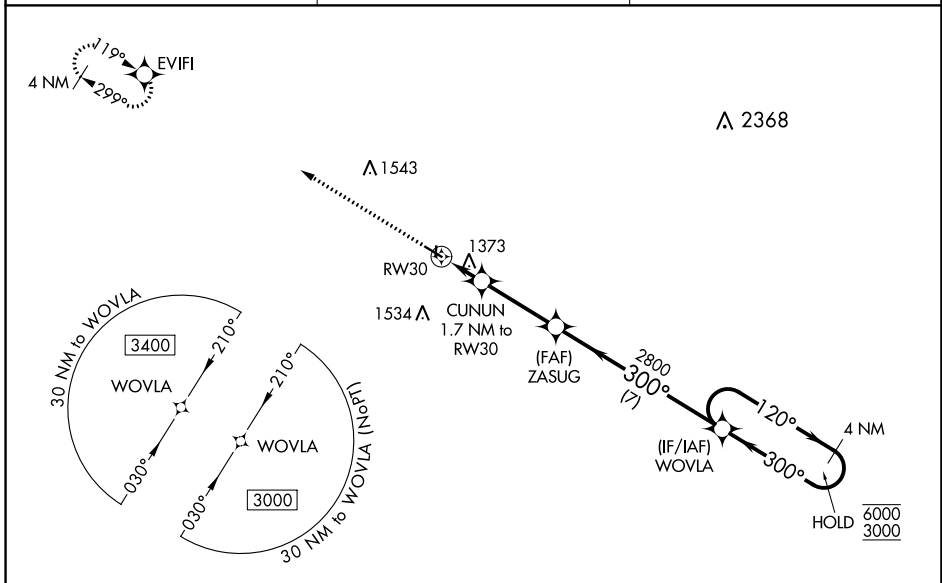 119°
EVIFI
4 NM
299°
2368
1543
1373
RW30
1534
CUNUN
1.7 NM to
RW30
(FAF)
ZASUG
2800
300°
(7)
(IF/IAF)
WOVLA
120°
4 NM
300°
HOLD
6000
3000
30 NM to WOVLA
3400
210°
WOVLA
030°
210°
WOVLA
030°
3000
30 NM to WOVLA (NoPT)